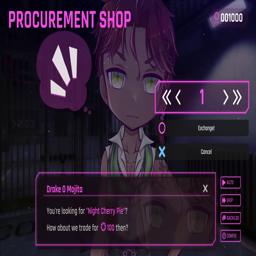 PROCUREMENT SHOP
001000
1
Exchange!
Cancel
Drake O Mojito
X
You're looking for "Night Cherry Pie"?
How about we trade for 100 then?
AUTO
SKIP
BACKLOG
CONFIG